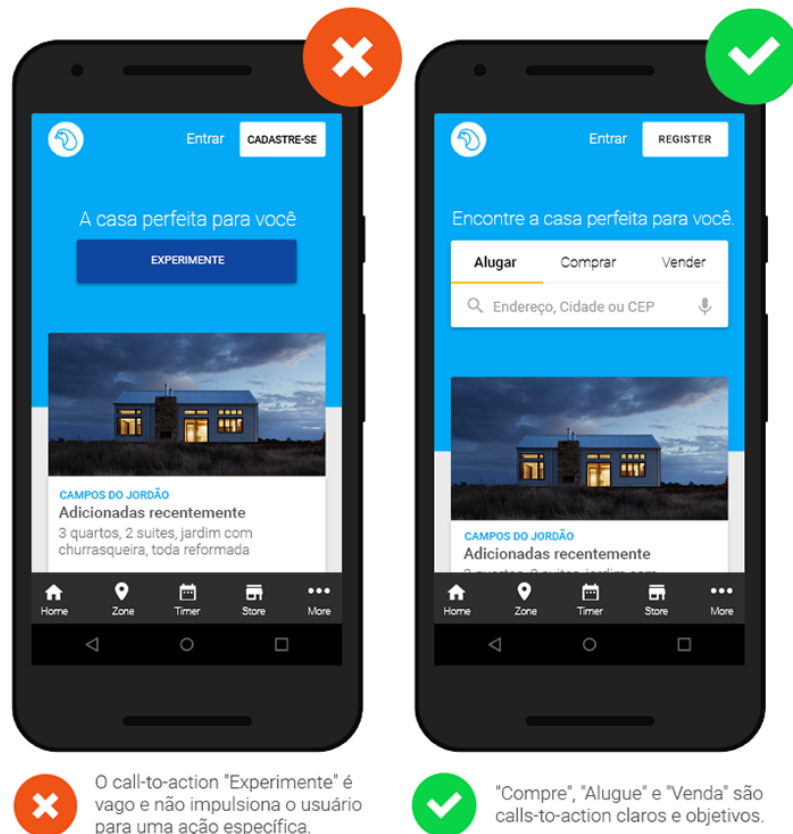 Entrar CADASTRE-SE
A casa perfeita para você
EXPERIMENTE
CAMPOS DO JORDÃO
Adicionadas recentemente
3 quartos, 2 suites, jardim com
churrasqueira, toda reformada
Home Zone Timer Store More
O call-to-action "Experimente" é
vago e não impulsiona o usuário
para uma ação específica.
Entrar REGISTER
Encontre a casa perfeita para você.
Alugar Comprar Vender
Endereço, Cidade ou CEP
CAMPOS DO JORDÃO
Adicionadas recentemente
Home Zone Timer Store More
"Compre", "Alugue" e "Venda" são
calls-to-action claros e objetivos.